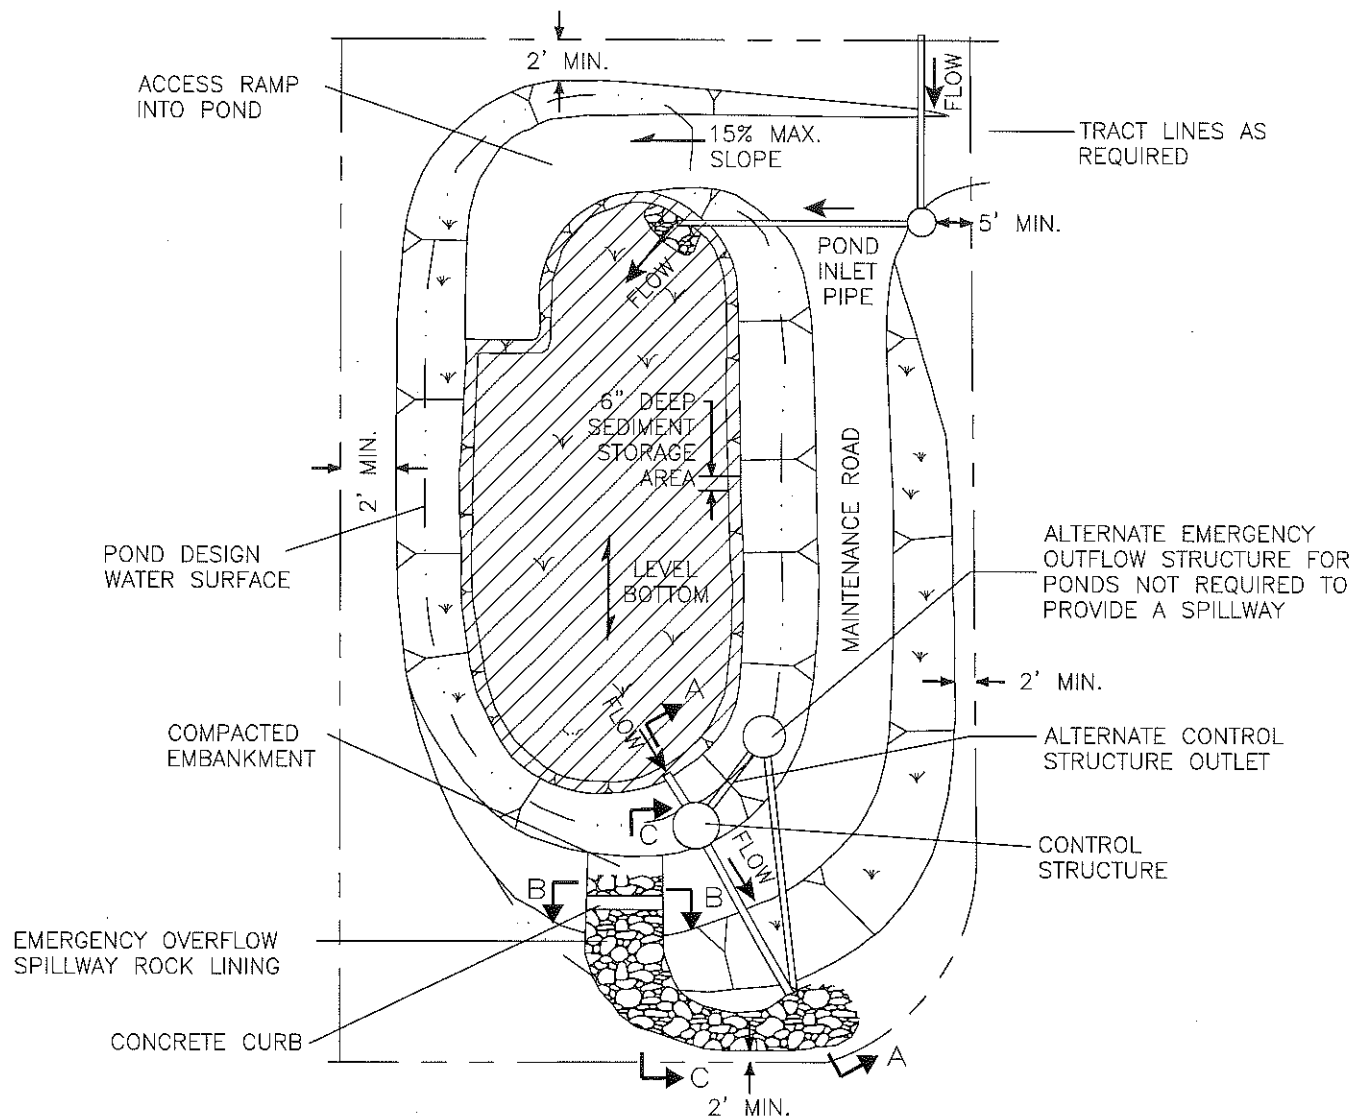 2' MIN.
FLOW
ACCESS RAMP
INTO POND
15% MAX.
SLOPE
TRACT LINES AS
REQUIRED
5' MIN.
POND
INLET
PIPE
FLOW
6" DEEP
SEDIMENT
STORAGE
AREA
2' MIN.
MAINTENANCE ROAD
POND DESIGN
WATER SURFACE
LEVEL
BOTTOM
ALTERNATE EMERGENCY
OUTFLOW STRUCTURE FOR
PONDS NOT REQUIRED TO
PROVIDE A SPILLWAY
2' MIN.
A
FLOW
COMPACTED
EMBANKMENT
ALTERNATE CONTROL
STRUCTURE OUTLET
C
FLOW
CONTROL
STRUCTURE
B
B
EMERGENCY OVERFLOW
SPILLWAY ROCK LINING
CONCRETE CURB
C
A
2' MIN.